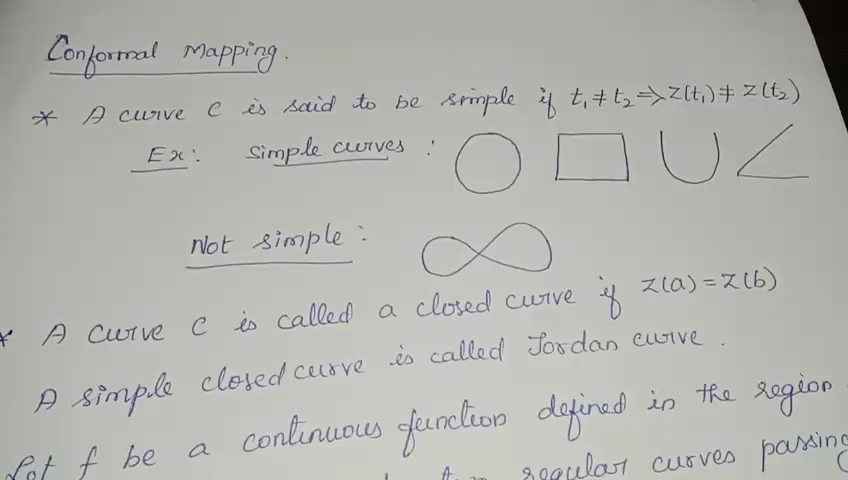 Conformal Mapping.
* A curve C is said to be simple if t₁ ≠ t₂ ⇒ z(t₁) ≠ z(t₂)
Ex: Simple curves :
Not simple :
* A curve C is called a closed curve if z(a) = z(b)
A simple closed curve is called Jordan curve.
Let f be a continuous function defined in the region
regular curves passing